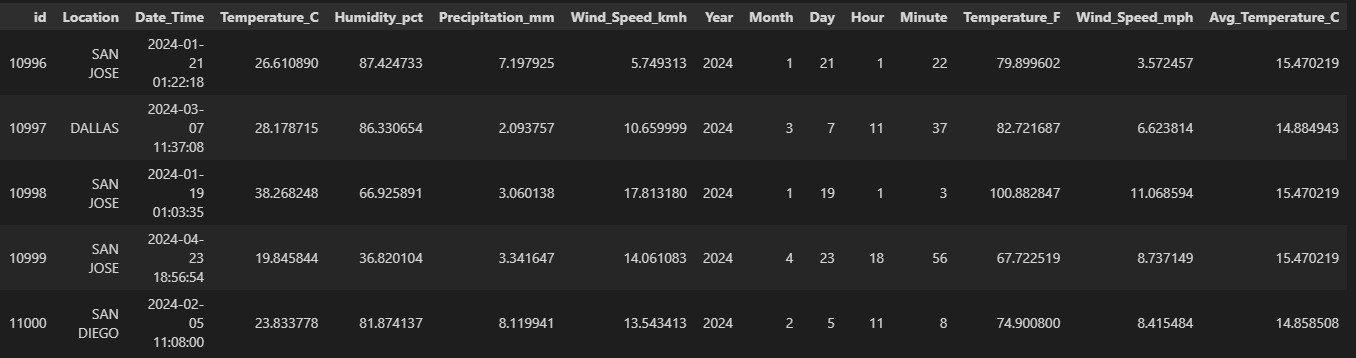 id Location Date_Time Temperature_C Humidity_pct Precipitation_mm Wind_Speed_kmh Year Month Day Hour Minute Temperature_F Wind_Speed_mph Avg_Temperature_C
10996 SAN JOSE 2024-01-21 01:22:18 26.610890 87.424733 7.197925 5.749313 2024 1 21 1 22 79.899602 3.572457 15.470219
10997 DALLAS 2024-03-07 11:37:08 28.178715 86.330654 2.093757 10.659999 2024 3 7 11 37 82.721687 6.623814 14.884943
10998 SAN JOSE 2024-01-19 01:03:35 38.268248 66.925891 3.060138 17.813180 2024 1 19 1 3 100.882847 11.068594 15.470219
10999 SAN JOSE 2024-04-23 18:56:54 19.845844 36.820104 3.341647 14.061083 2024 4 23 18 56 67.722519 8.737149 15.470219
11000 SAN DIEGO 2024-02-05 11:08:00 23.833778 81.874137 8.119941 13.543413 2024 2 5 11 8 74.900800 8.415484 14.858508